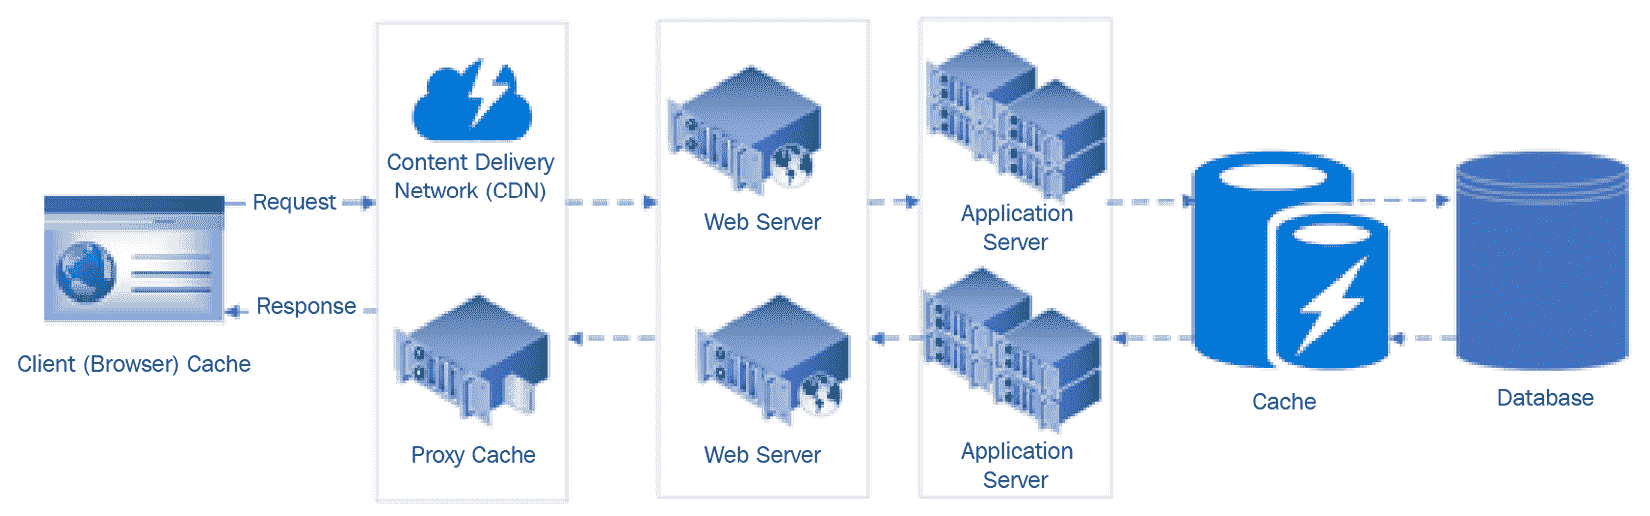 Content Delivery
Network (CDN)
Request
Web Server
Application
Server
Response
Client (Browser) Cache
Cache
Database
Proxy Cache
Web Server
Application
Server